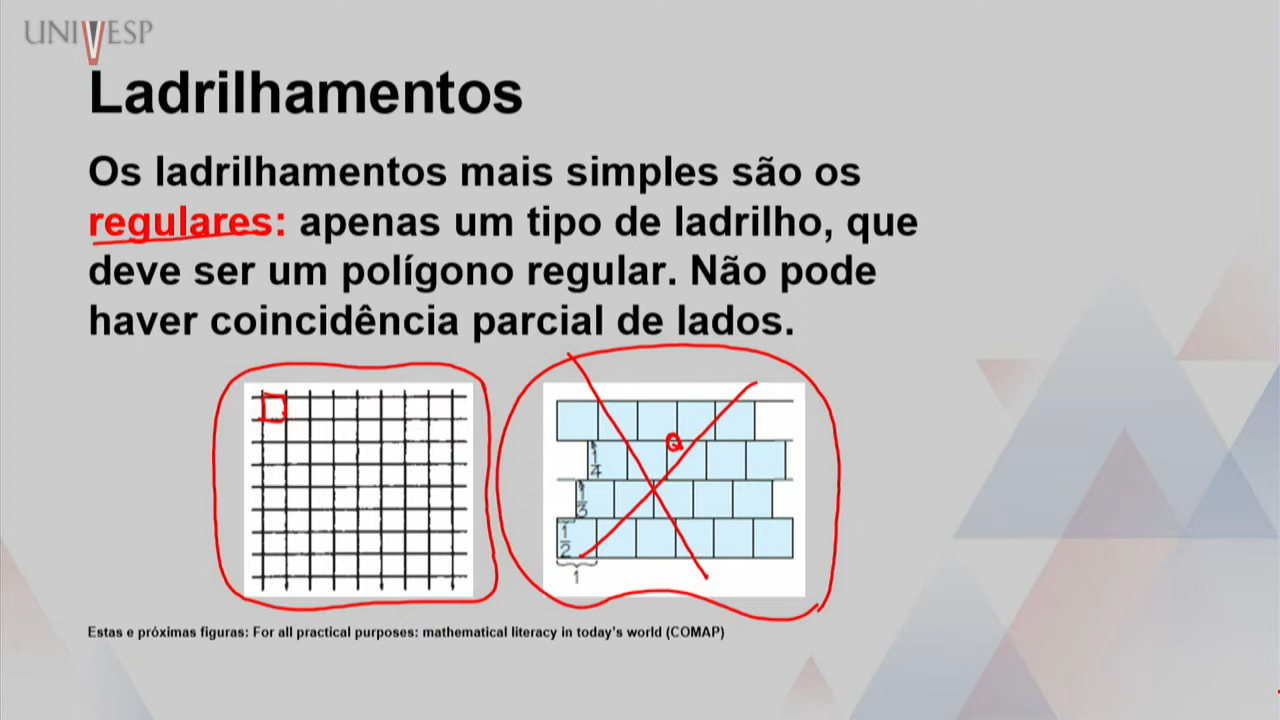 UNIVESP
Ladrilhamentos
Os ladrilhamentos mais simples são os
regulares: apenas um tipo de ladrilho, que
deve ser um polígono regular. Não pode
haver coincidência parcial de lados.
1/4
1/3
1/2
1
Estas e próximas figuras: For all practical purposes: mathematical literacy in today's world (COMAP)